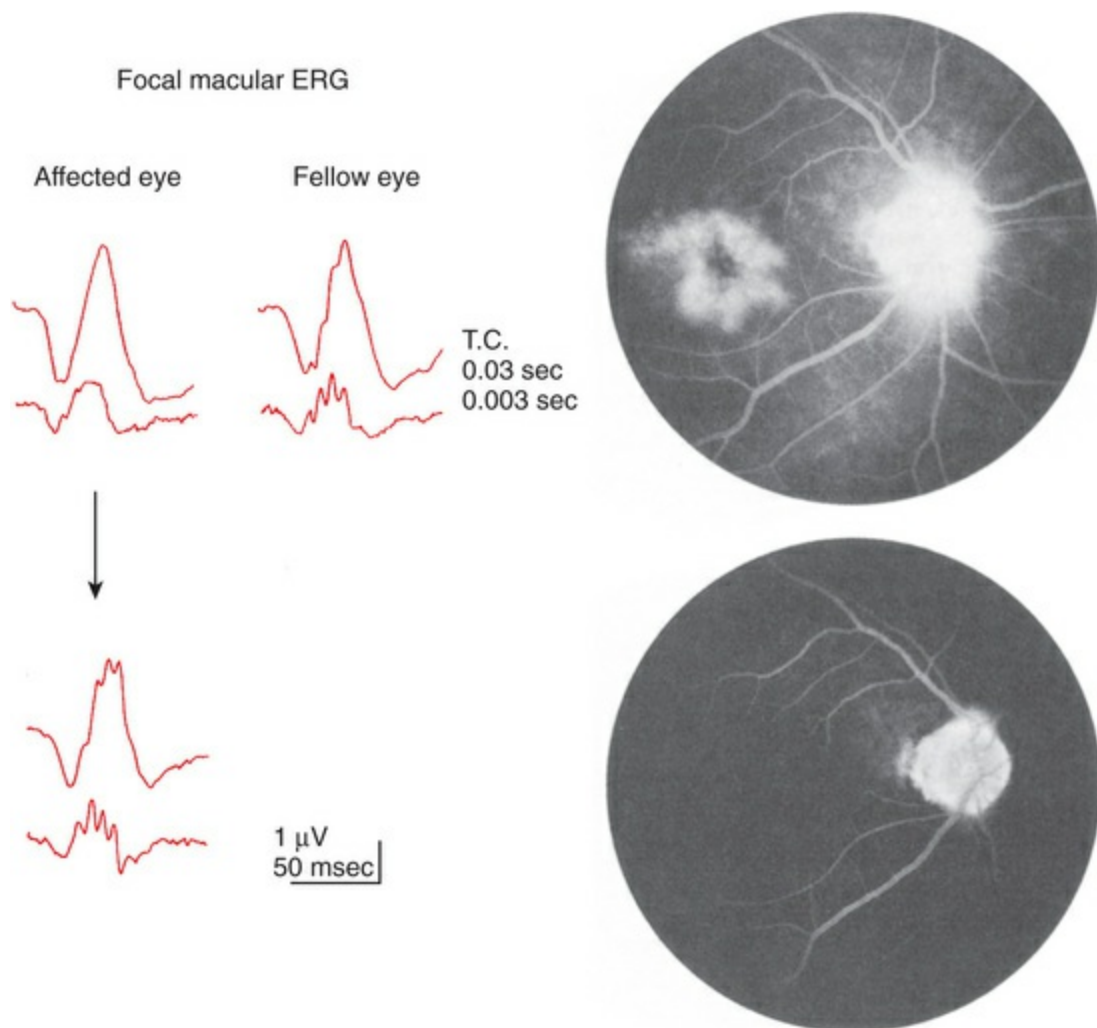 Focal macular ERG
Affected eye
Fellow eye
T.C.
0.03 sec
0.003 sec
1 μV
50 msec